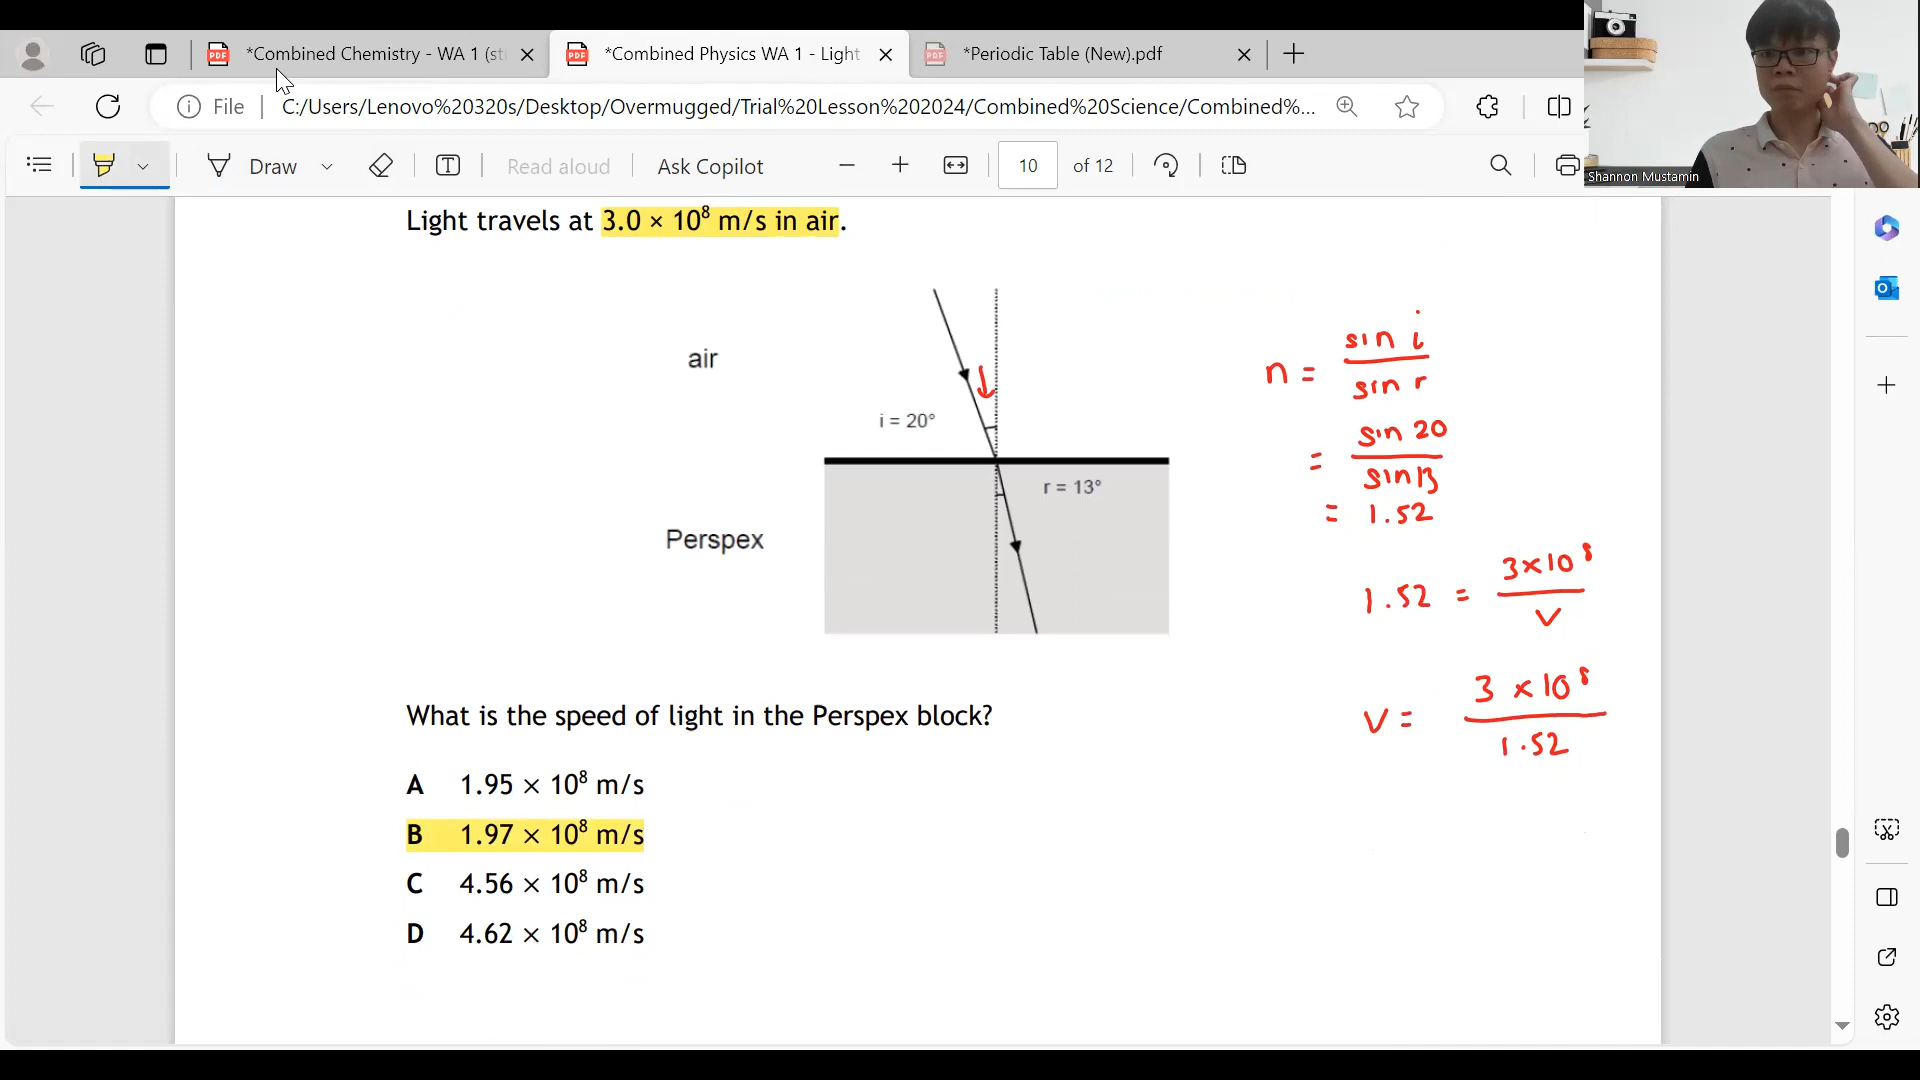 *Combined Chemistry - WA 1 (st
*Combined Physics WA 1 - Light
*Periodic Table (New).pdf
File
C:/Users/Lenovo%20320s/Desktop/Overmugged/Trial%20Lesson%202024/Combined%20Science/Combined%...
Draw
Read aloud
Ask Copilot
10
of 12
Shannon Mustamin
Light travels at 3.0 × 10⁸ m/s in air.
air
i = 20°
r = 13°
Perspex
n = sin i / sin r
= sin 20 / sin 13
= 1.52
1.52 = 3×10⁸ / v
v = 3 ×10⁸ / 1.52
What is the speed of light in the Perspex block?
A 1.95 × 10⁸ m/s
B 1.97 × 10⁸ m/s
C 4.56 × 10⁸ m/s
D 4.62 × 10⁸ m/s